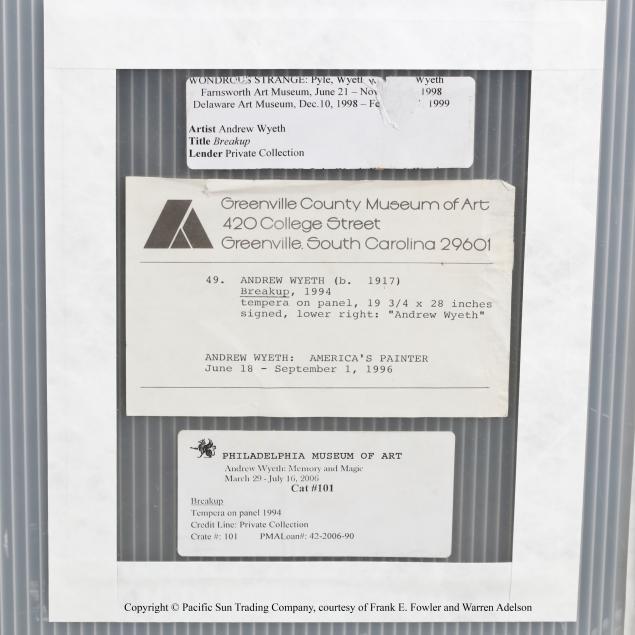 WONDROUS STRANGE: Pyle, Wyeth, Wyeth
Farnsworth Art Museum, June 21 – Nov 1998
Delaware Art Museum, Dec.10, 1998 – Fe 1999
Artist Andrew Wyeth
Title Breakup
Lender Private Collection
Greenville County Museum of Art
420 College Street
Greenville, South Carolina 29601
49. ANDREW WYETH (b. 1917)
Breakup, 1994
tempera on panel, 19 3/4 x 28 inches
signed, lower right: "Andrew Wyeth"
ANDREW WYETH: AMERICA'S PAINTER
June 18 - September 1, 1996
PHILADELPHIA MUSEUM OF ART
Andrew Wyeth: Memory and Magic
March 29 - July 16, 2006
Cat #101
Breakup
Tempera on panel 1994
Credit Line: Private Collection
Crate #: 101 PMALoan#: 42-2006-90
Copyright © Pacific Sun Trading Company, courtesy of Frank E. Fowler and Warren Adelson